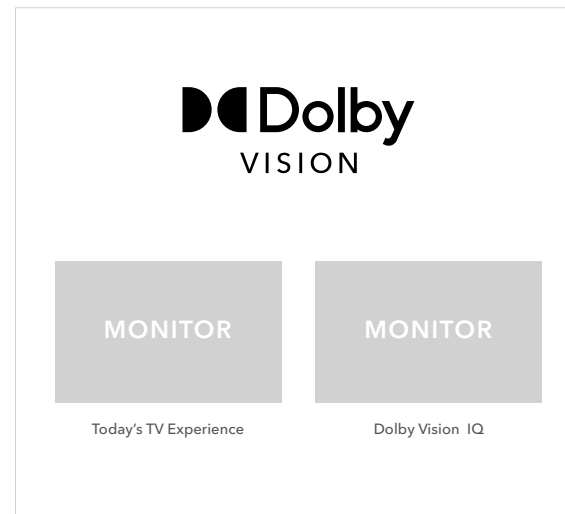 Dolby
VISION
MONITOR MONITOR
Today's TV Experience Dolby Vision IQ